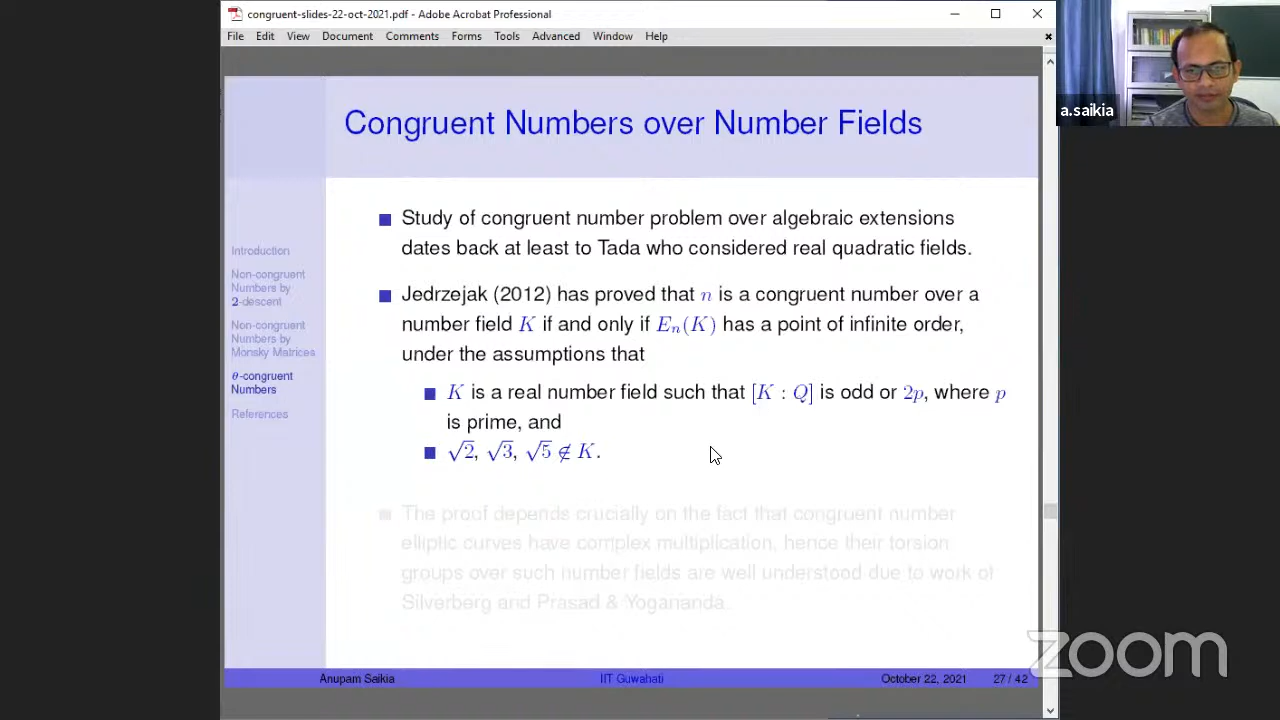 congruent-slides-22-oct-2021.pdf - Adobe Acrobat Professional
File Edit View Document Comments Forms Tools Advanced Window Help
a.saikia
Congruent Numbers over Number Fields
Introduction
Non-congruent
Numbers by
2-descent
Non-congruent
Numbers by
Monsky Matrices
θ-congruent
Numbers
References
Study of congruent number problem over algebraic extensions
dates back at least to Tada who considered real quadratic fields.
Jedrzejak (2012) has proved that n is a congruent number over a
number field K if and only if Eₙ(K) has a point of infinite order,
under the assumptions that
K is a real number field such that [K : Q] is odd or 2p, where p
is prime, and
√2, √3, √5 ∉ K.
The proof depends crucially on the fact that congruent number
elliptic curves have complex multiplication, hence their torsion
groups over such number fields are well understood due to work of
Silverberg and Prasad & Yogananda.
Anupam Saikia IIT Guwahati October 22, 2021 27 / 42
zoom